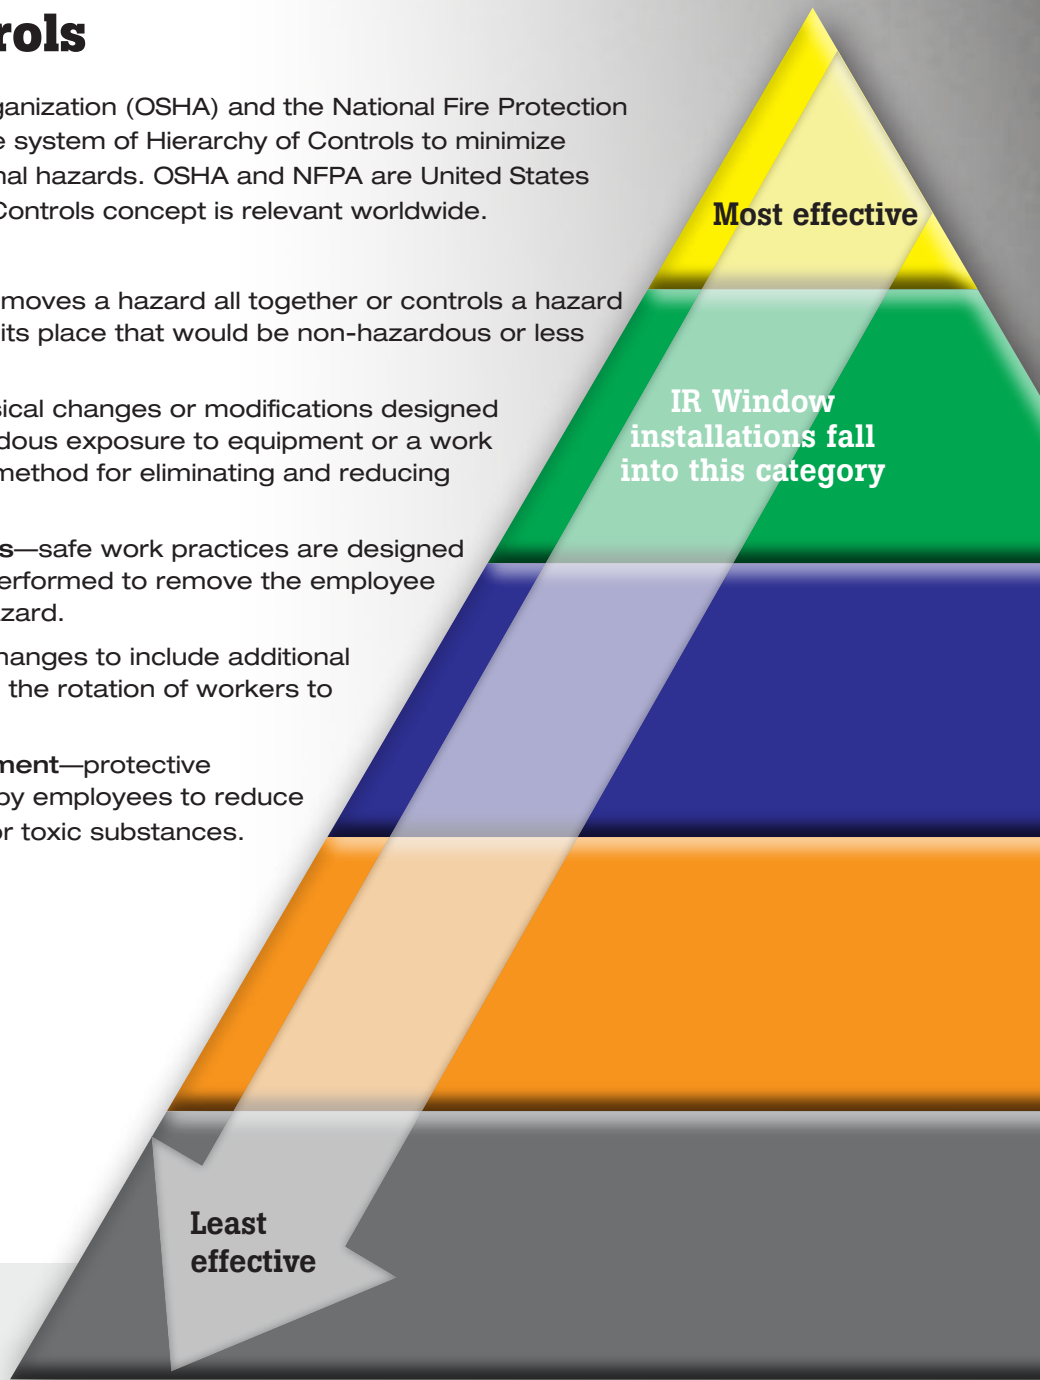 rols
ganization (OSHA) and the National Fire Protection
e system of Hierarchy of Controls to minimize
nal hazards. OSHA and NFPA are United States
Controls concept is relevant worldwide.
moves a hazard all together or controls a hazard
its place that would be non-hazardous or less
sical changes or modifications designed
dous exposure to equipment or a work
method for eliminating and reducing
s—safe work practices are designed
erformed to remove the employee
zard.
hanges to include additional
the rotation of workers to
ment—protective
by employees to reduce
or toxic substances.
Most effective
IR Window
installations fall
into this category
Least
effective